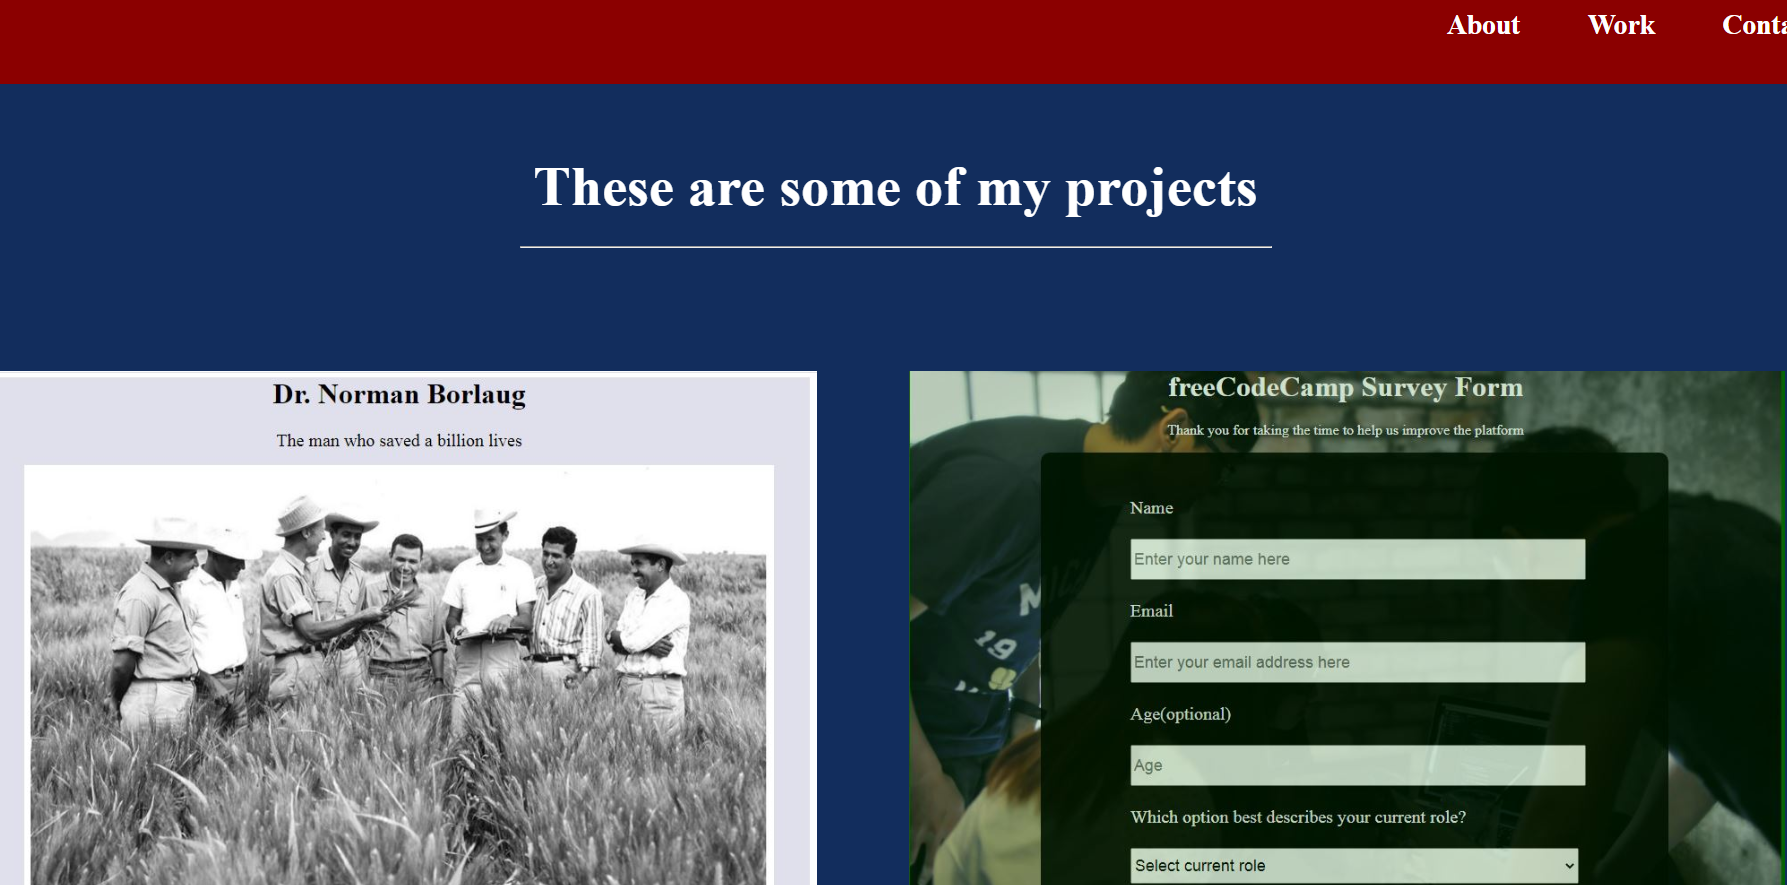 About Work Conta
These are some of my projects
Dr. Norman Borlaug
The man who saved a billion lives
freeCodeCamp Survey Form
Thank you for taking the time to help us improve the platform
Name
Enter your name here
Email
Enter your email address here
Age(optional)
Age
Which option best describes your current role?
Select current role
19